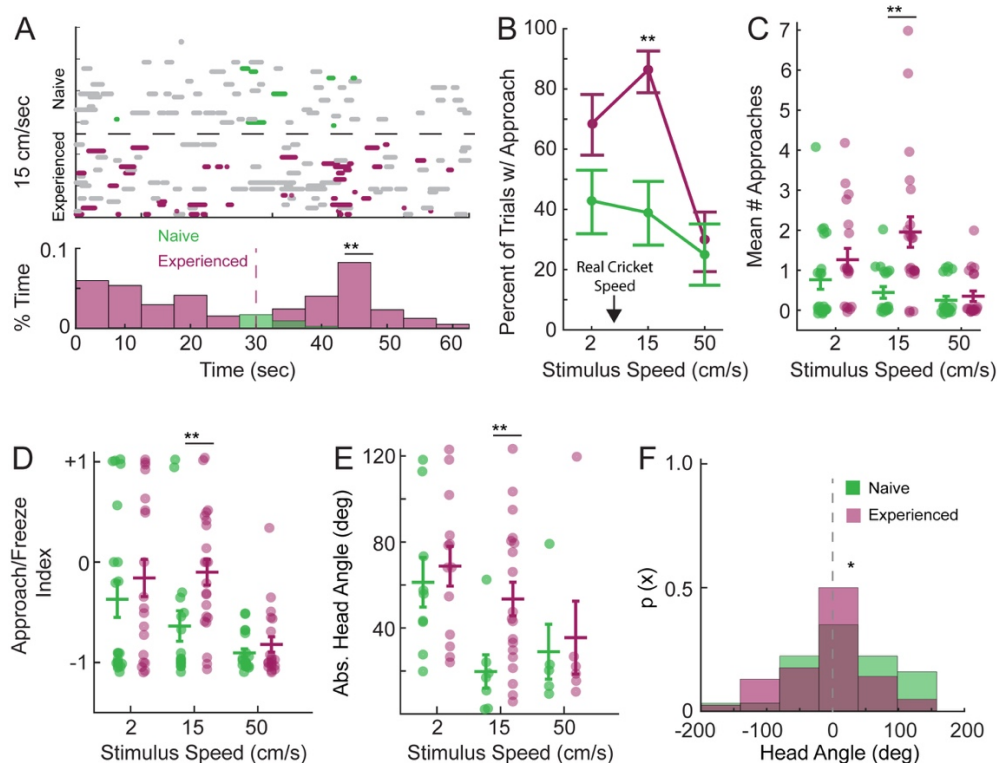 A
15 cm/sec
Naive
Experienced
Naive
Experienced
**
% Time
0.1
0
0 10 20 30 40 50 60
Time (sec)
B
**
Percent of Trials w/ Approach
100
80
60
40
20
0
Real Cricket
Speed
2 15 50
Stimulus Speed (cm/s)
C
**
Mean # Approaches
7
6
5
4
3
2
1
0
2 15 50
Stimulus Speed (cm/s)
D
**
Approach/Freeze
Index
+1
0
-1
2 15 50
Stimulus Speed (cm/s)
E
**
Abs. Head Angle (deg)
120
80
40
2 15 50
Stimulus Speed (cm/s)
F
Naive
Experienced
*
p (x)
1.0
0.5
0
-200 -100 0 100 200
Head Angle (deg)